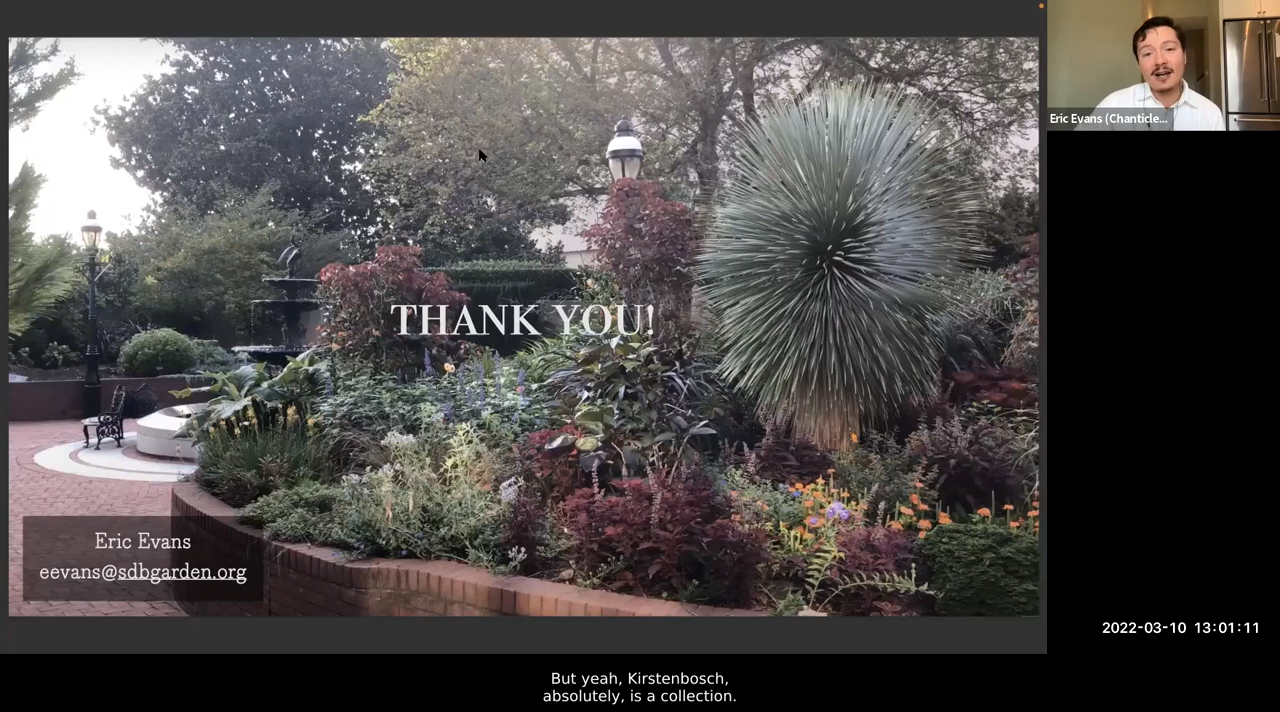 Eric Evans (Chanticle...
THANK YOU!
Eric Evans
eevans@sdbgarden.org
2022-03-10 13:01:11
But yeah, Kirstenbosch,
absolutely, is a collection.